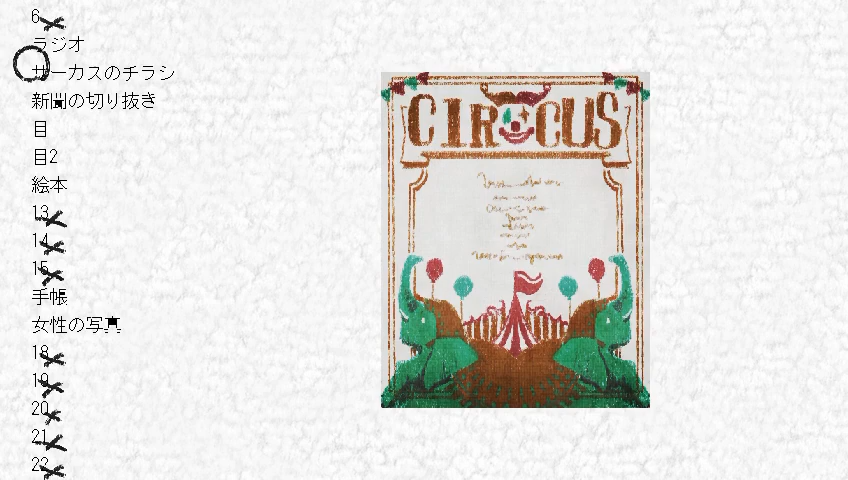 6
ラジオ
サーカスのチラシ
新聞の切り抜き
目
目2
絵本
13
14
15
手帳
女性の写真
18
19
20
21
22
CIRCUS